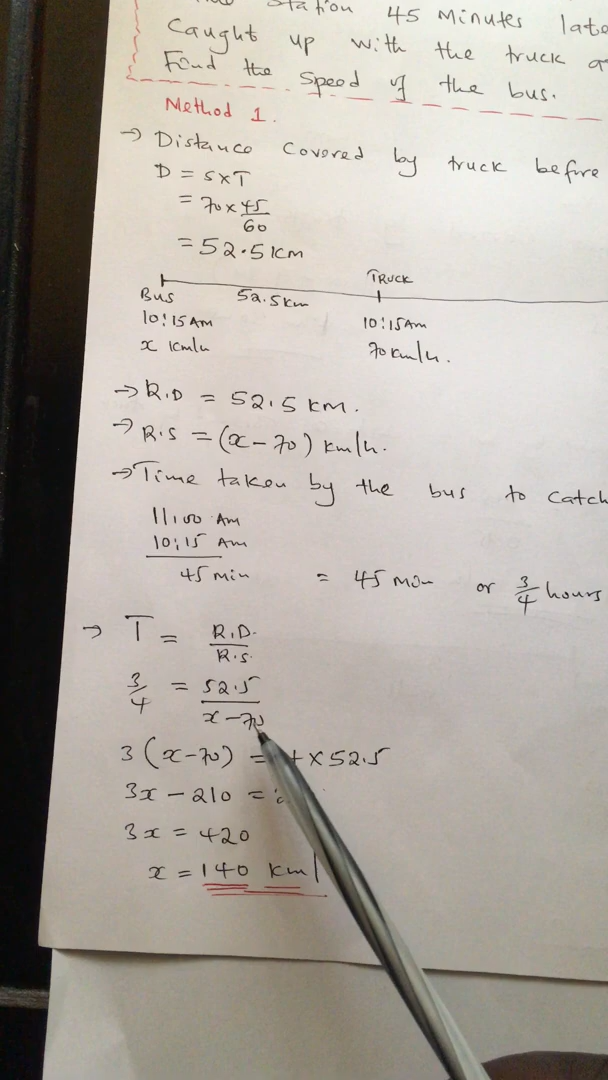 Station 45 Minutes late
Caught up with the truck a
Find the Speed of the bus.
Method 1.
→ Distance Covered by truck before
D = S×T
= 70 × 45/60
= 52.5 km
TRUCK
Bus 52.5km
10:15 AM 10:15 AM
x km/h 70 km/h.
→ R.D = 52.5 km.
→ R.S = (x-70) km/h.
→ Time taken by the bus to Catch
11:00 AM
10:15 AM
45 min = 45 min or 3/4 hours
→ T = R.D./R.S.
3/4 = 52.5/x-70
3(x-70) = × 52.5
3x - 210 =
3x = 420
x = 140 km/